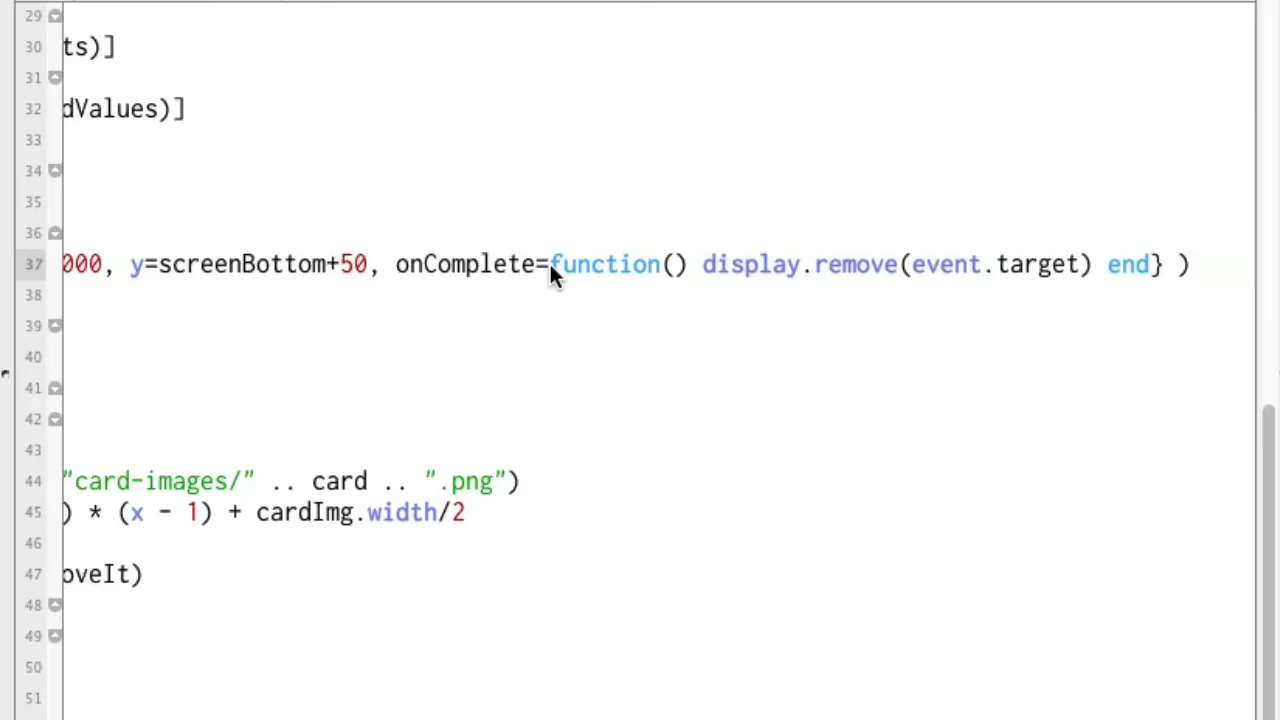 29
30 ts)]
31
32 dValues)]
33
34
35
36
37 000, y=screenBottom+50, onComplete=function() display.remove(event.target) end} )
38
39
40
41
42
43
44 "card-images/" .. card .. ".png")
45 ) * (x - 1) + cardImg.width/2
46
47 oveIt)
48
49
50
51